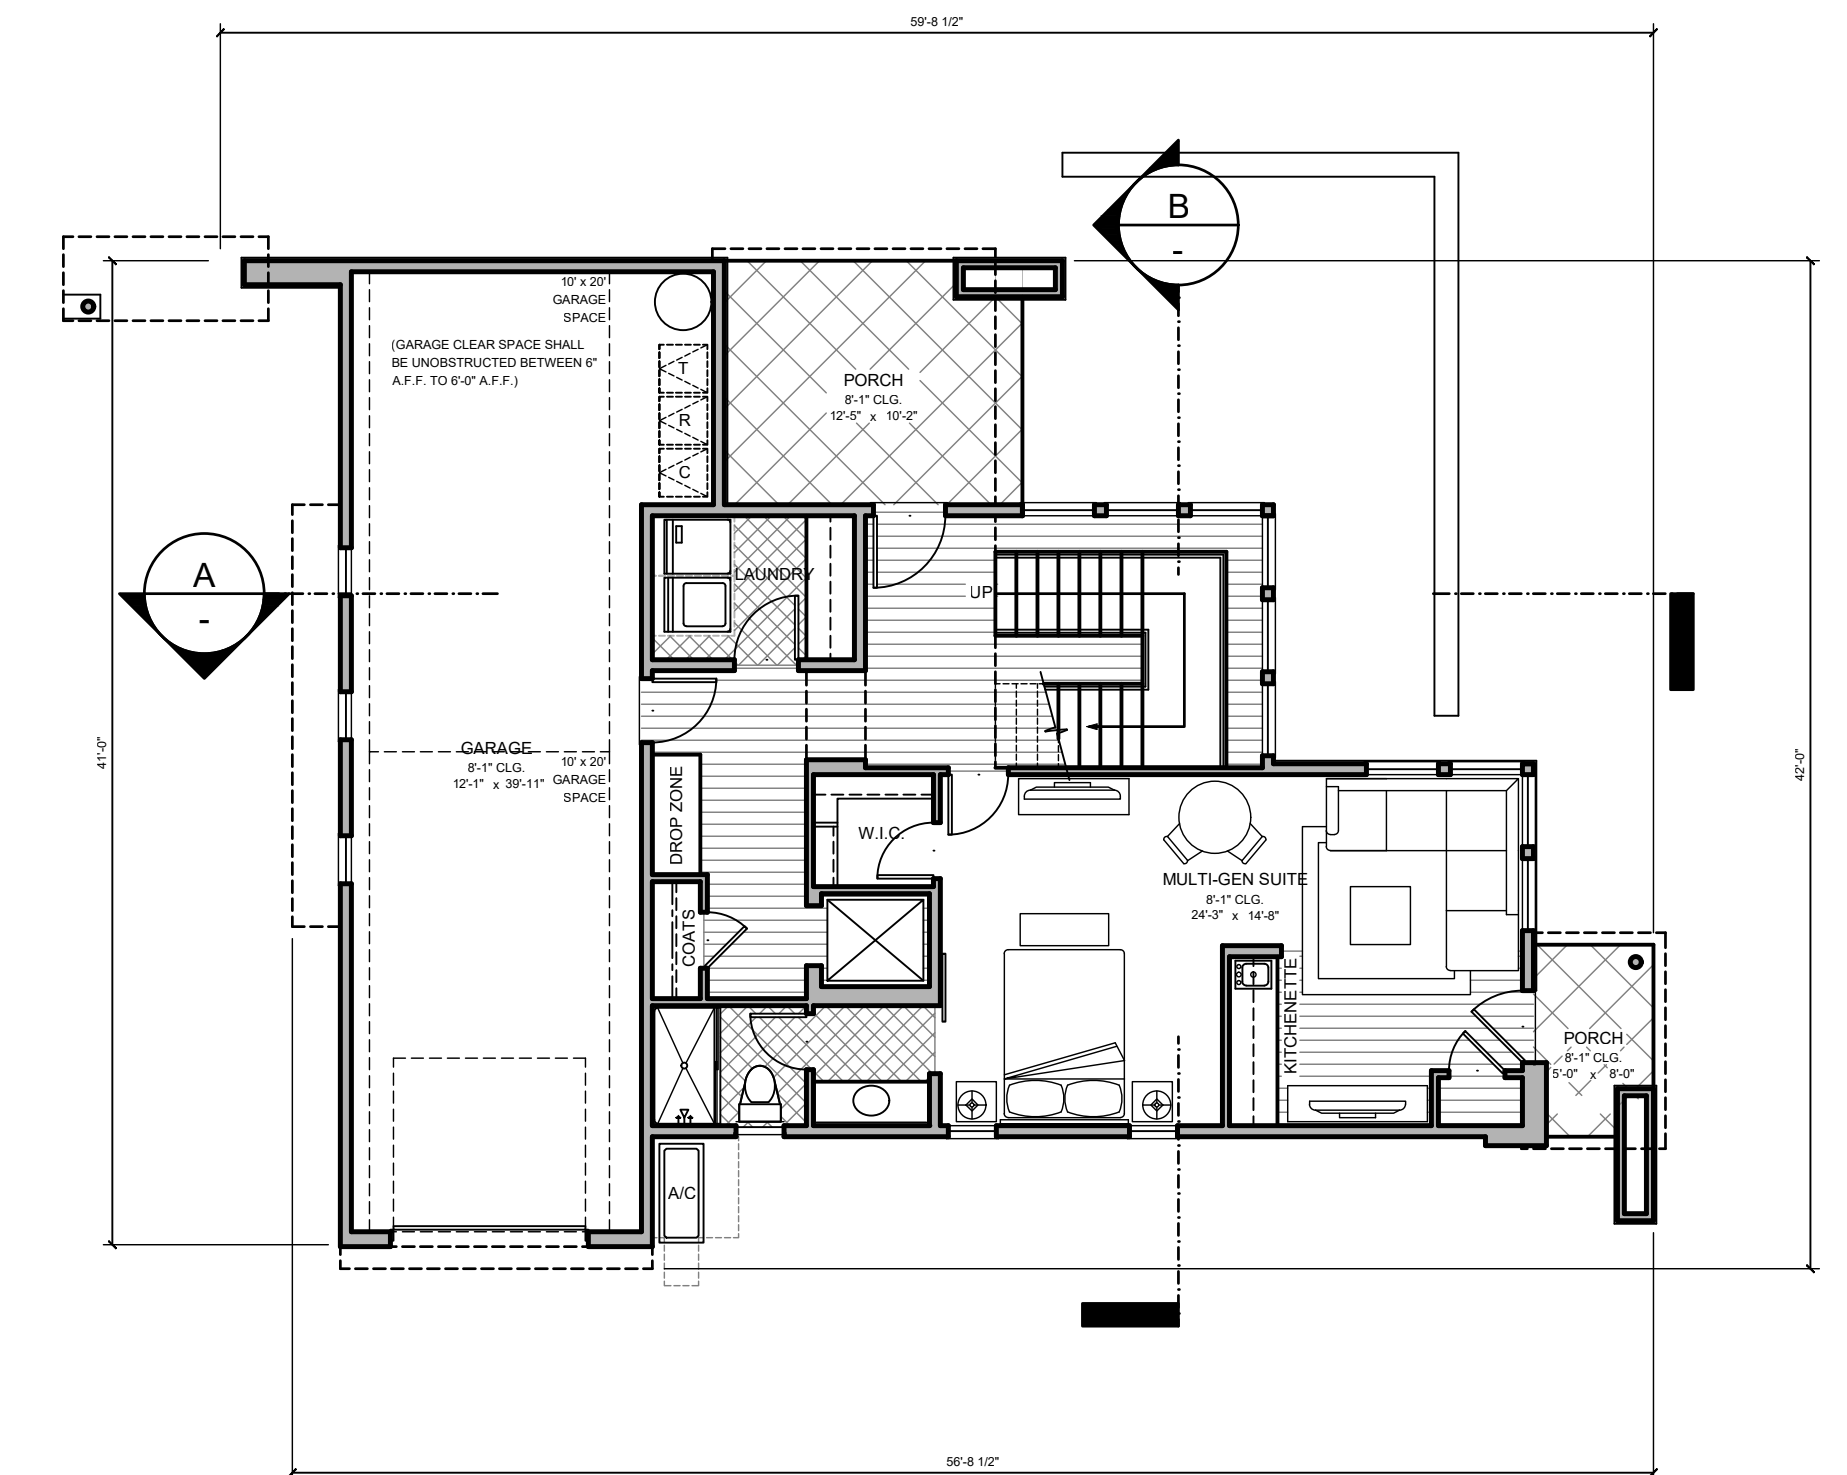 59'-8 1/2"
B
-
10' x 20'
GARAGE
SPACE
(GARAGE CLEAR SPACE SHALL
BE UNOBSTRUCTED BETWEEN 6"
A.F.F. TO 6'-0" A.F.F.)
T
R
C
PORCH
8'-1" CLG.
12'-5" x 10'-2"
A
-
LAUNDRY
UP
41'-0"
42'-0"
GARAGE
8'-1" CLG.
12'-1" x 39'-11"
10' x 20'
GARAGE
SPACE
DROP ZONE
W.I.C.
MULTI-GEN SUITE
8'-1" CLG.
24'-3" x 14'-8"
COATS
KITCHENETTE
PORCH
8'-1" CLG.
5'-0" x 8'-0"
A/C
56'-8 1/2"